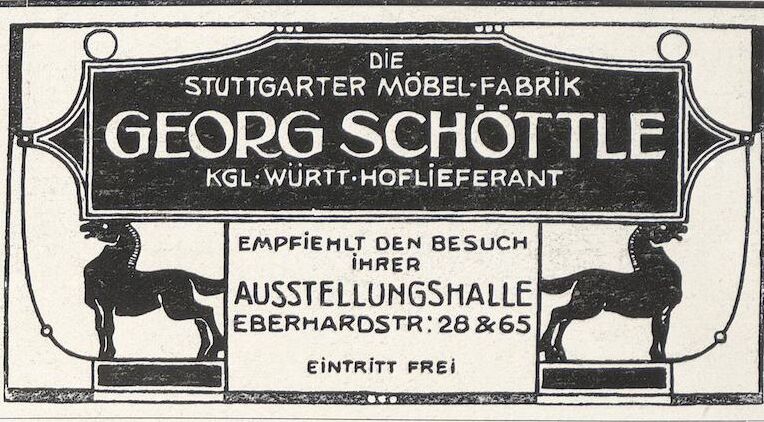 DIE
STUTTGARTER MÖBEL-FABRIK
GEORG SCHÖTTLE
KGL·WÜRTT·HOFLIEFERANT
EMPFIEHLT DEN BESUCH
IHRER
AUSSTELLUNGSHALLE
EBERHARDSTR: 28 & 65
EINTRITT FREI